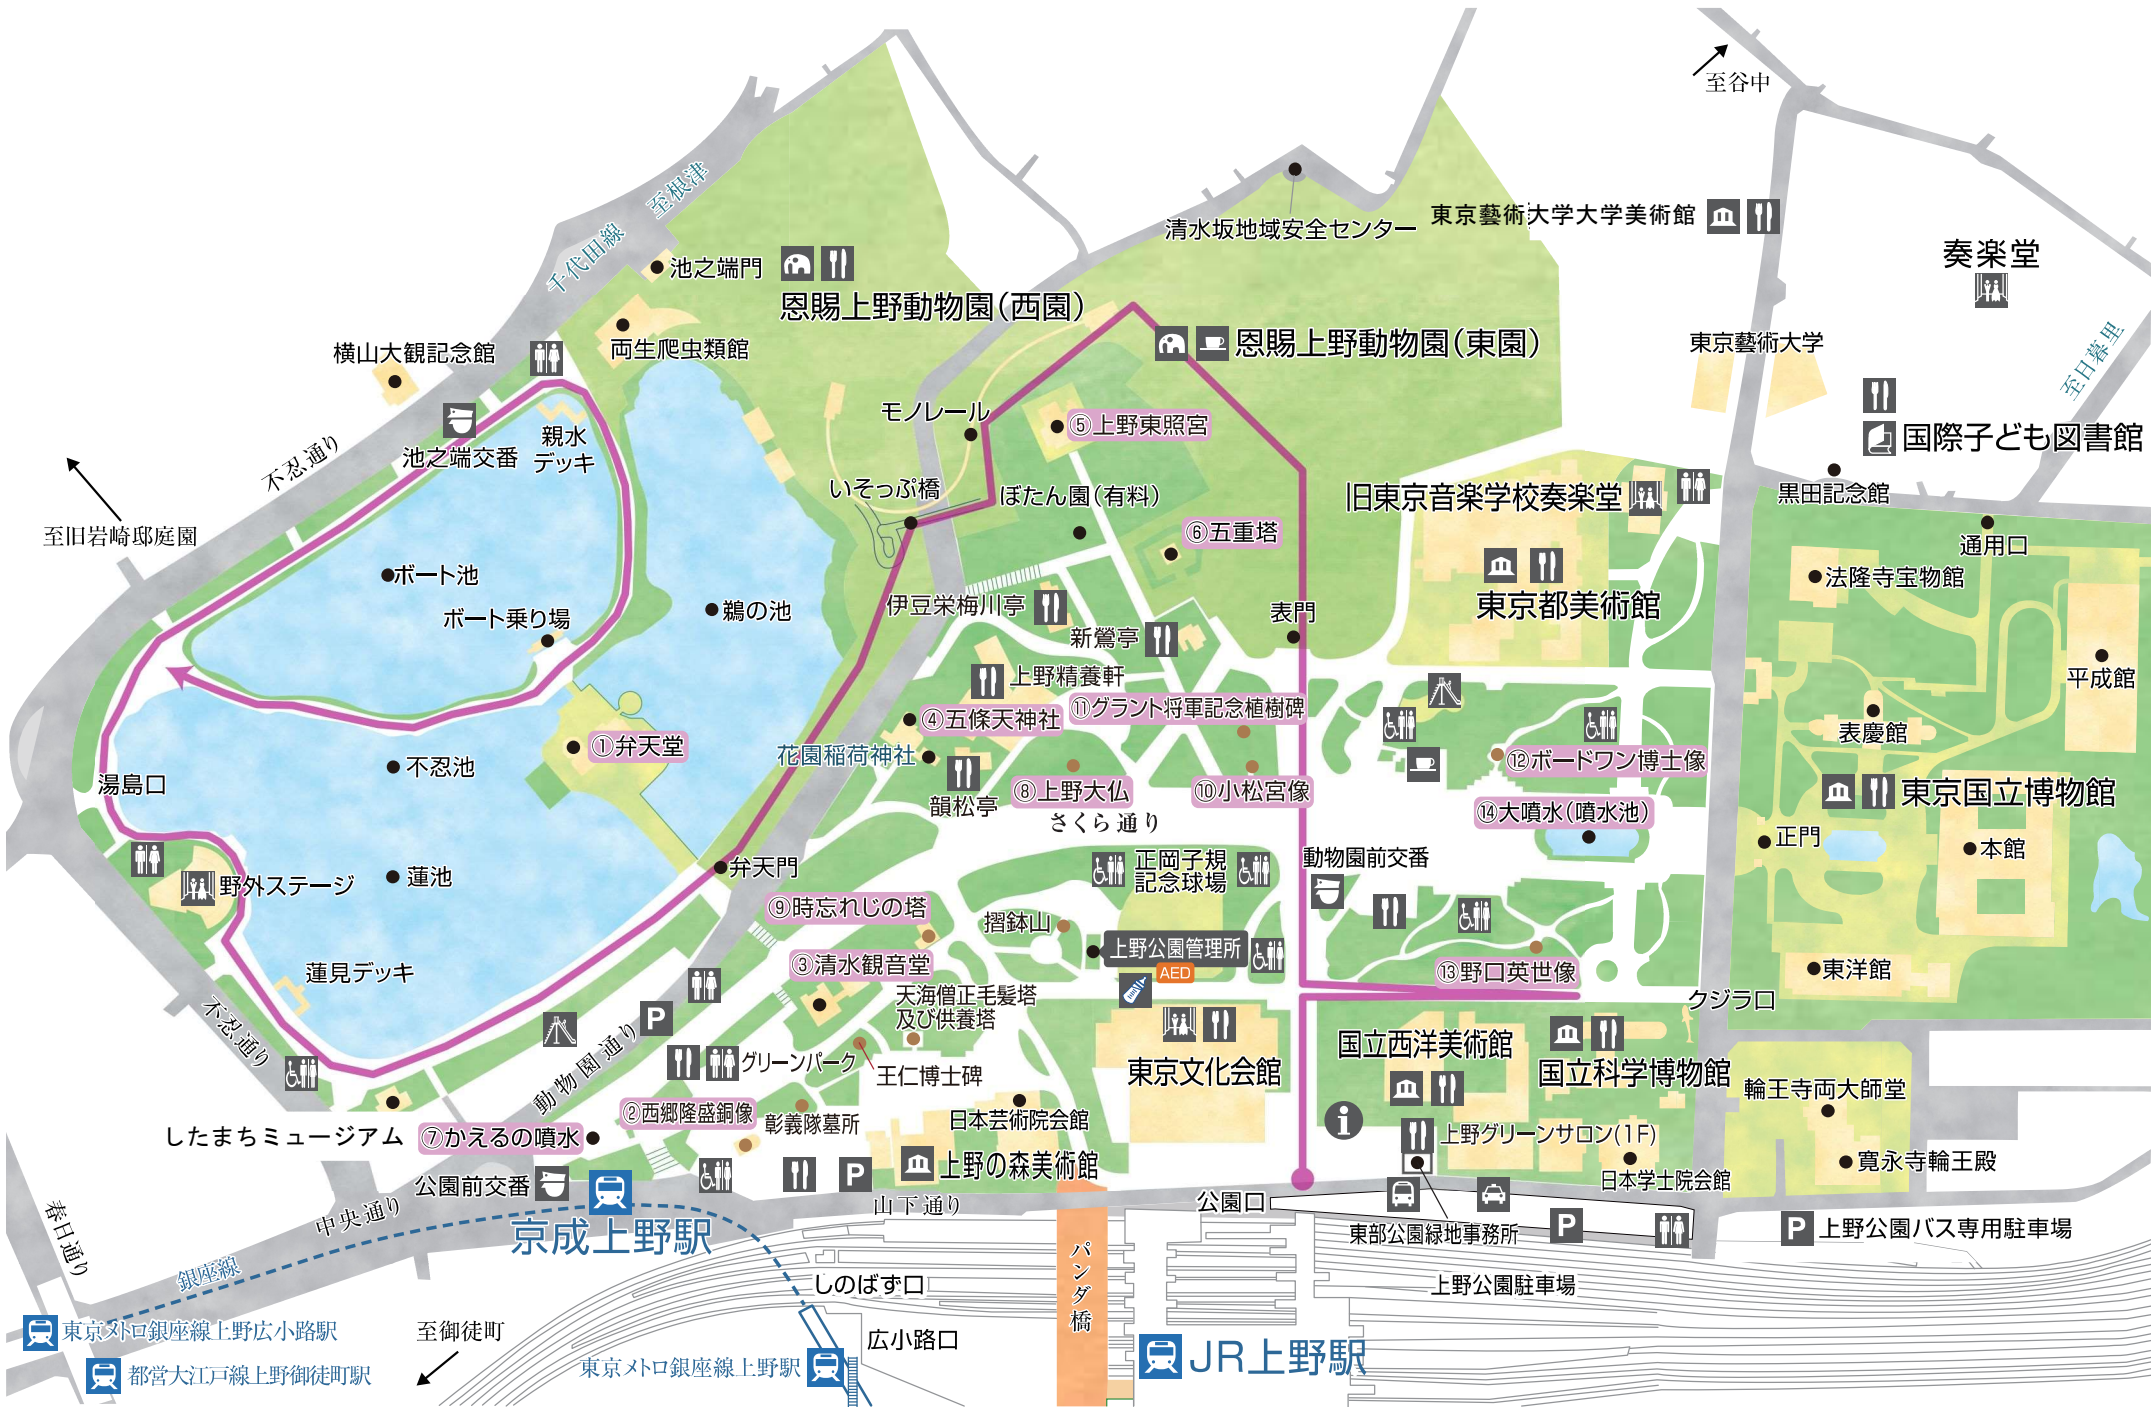 至谷中
至根津
千代田線
清水坂地域安全センター
東京藝術大学大学美術館
奏楽堂
池之端門
恩賜上野動物園（西園）
両生爬虫類館
横山大観記念館
恩賜上野動物園（東園）
東京藝術大学
至日暮里
モノレール
⑤上野東照宮
池之端交番
親水
デッキ
不忍通り
国際子ども図書館
黒田記念館
いそっぷ橋
ぼたん園（有料）
旧東京音楽学校奏楽堂
至旧岩崎邸庭園
⑥五重塔
通用口
ボート池
法隆寺宝物館
ボート乗り場
鵜の池
伊豆栄梅川亭
新鶯亭
表門
東京都美術館
上野精養軒
平成館
④五條天神社
⑪グラント将軍記念植樹碑
表慶館
①弁天堂
花園稲荷神社
不忍池
⑫ボードワン博士像
湯島口
韻松亭
⑧上野大仏
⑩小松宮像
東京国立博物館
さくら通り
⑭大噴水（噴水池）
正門
本館
弁天門
正岡子規
記念球場
動物園前交番
蓮池
野外ステージ
⑨時忘れじの塔
摺鉢山
上野公園管理所
AED
③清水観音堂
蓮見デッキ
⑬野口英世像
東洋館
天海僧正毛髪塔
及び供養塔
クジラ口
不忍通り
P
動物園通り
グリーンパーク
王仁博士碑
東京文化会館
国立西洋美術館
国立科学博物館
輪王寺両大師堂
②西郷隆盛銅像
彰義隊墓所
日本芸術院会館
i
上野グリーンサロン(1F)
したまちミュージアム
⑦かえるの噴水
上野の森美術館
寛永寺輪王殿
公園前交番
P
日本学士院会館
山下通り
公園口
中央通り
春日通り
京成上野駅
東部公園緑地事務所
P
P
上野公園バス専用駐車場
銀座線
パンダ橋
しのばず口
上野公園駐車場
東京メトロ銀座線上野広小路駅
至御徒町
広小路口
JR上野駅
都営大江戸線上野御徒町駅
東京メトロ銀座線上野駅